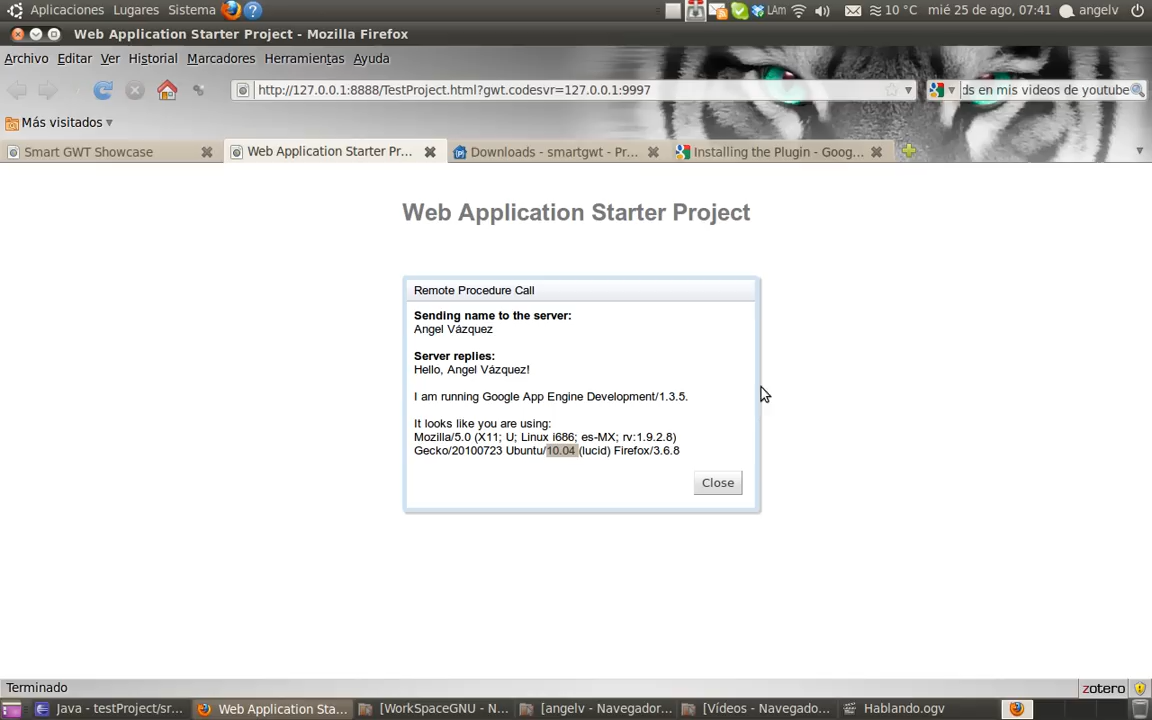 Aplicaciones Lugares Sistema ? LAm 10 °C mié 25 de ago, 07:41 angelv
Web Application Starter Project - Mozilla Firefox
Archivo Editar Ver Historial Marcadores Herramientas Ayuda
http://127.0.0.1:8888/TestProject.html?gwt.codesvr=127.0.0.1:9997 ds en mis videos de youtube
Más visitados
Smart GWT Showcase Web Application Starter Pr... Downloads - smartgwt - Pr... Installing the Plugin - Goog...
Web Application Starter Project
Remote Procedure Call
Sending name to the server:
Angel Vázquez
Server replies:
Hello, Angel Vázquez!
I am running Google App Engine Development/1.3.5.
It looks like you are using:
Mozilla/5.0 (X11; U; Linux i686; es-MX; rv:1.9.2.8)
Gecko/20100723 Ubuntu/10.04 (lucid) Firefox/3.6.8
Close
Terminado zotero
Java - testProject/sr... Web Application Sta... [WorkSpaceGNU - N... [angelv - Navegador... [Vídeos - Navegado... Hablando.ogv